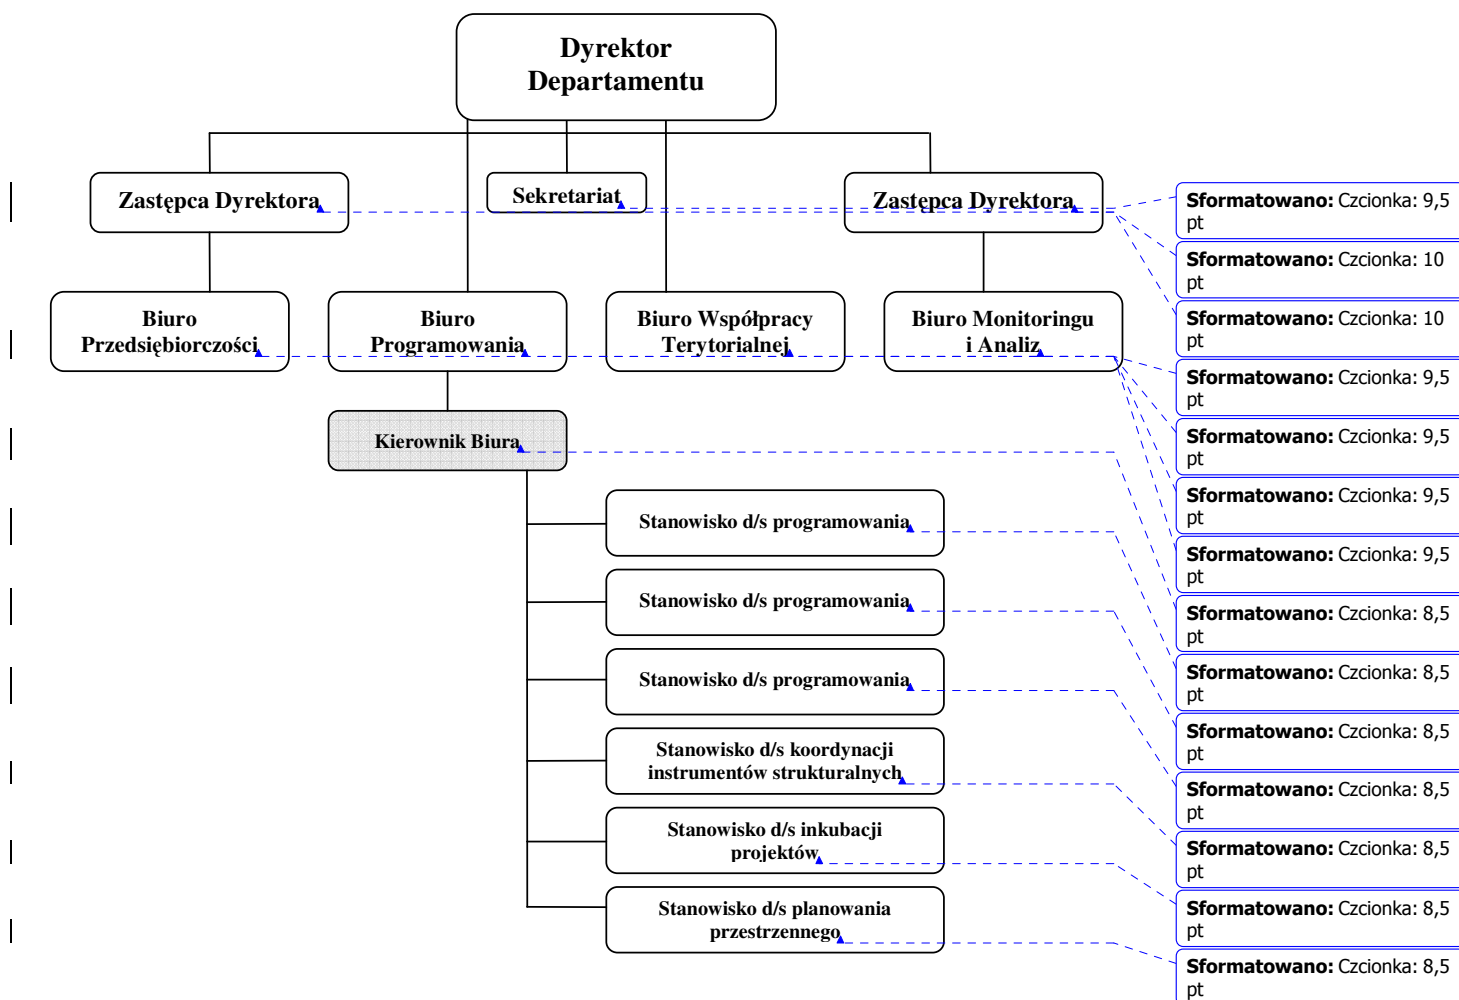 Dyrektor
Departamentu
Zastępca Dyrektora
Sekretariat
Zastępca Dyrektora
Biuro
Przedsiębiorczości
Biuro
Programowania
Biuro Współpracy
Terytorialnej
Biuro Monitoringu
i Analiz
Kierownik Biura
Stanowisko d/s programowania
Stanowisko d/s programowania
Stanowisko d/s programowania
Stanowisko d/s koordynacji
instrumentów strukturalnych
Stanowisko d/s inkubacji
projektów
Stanowisko d/s planowania
przestrzennego
Sformatowano: Czcionka: 9,5
pt
Sformatowano: Czcionka: 10
pt
Sformatowano: Czcionka: 10
pt
Sformatowano: Czcionka: 9,5
pt
Sformatowano: Czcionka: 9,5
pt
Sformatowano: Czcionka: 9,5
pt
Sformatowano: Czcionka: 9,5
pt
Sformatowano: Czcionka: 8,5
pt
Sformatowano: Czcionka: 8,5
pt
Sformatowano: Czcionka: 8,5
pt
Sformatowano: Czcionka: 8,5
pt
Sformatowano: Czcionka: 8,5
pt
Sformatowano: Czcionka: 8,5
pt
Sformatowano: Czcionka: 8,5
pt